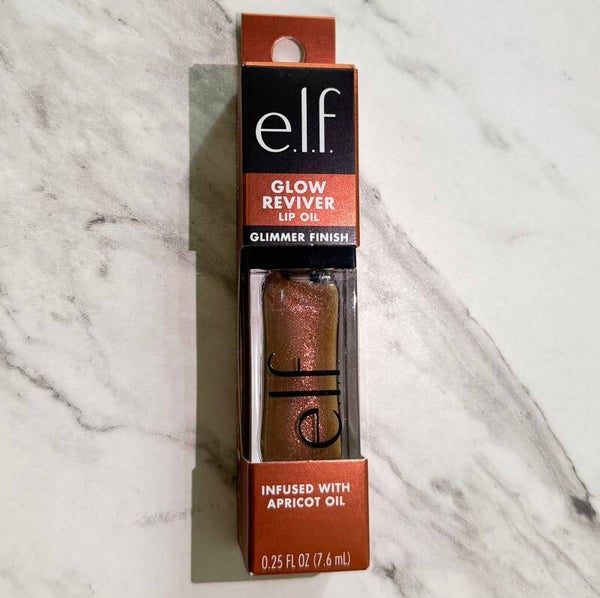 e.l.f.
GLOW
REVIVER
LIP OIL
GLIMMER FINISH
e.l.f.
INFUSED WITH
APRICOT OIL
0.25 FL OZ (7.6 mL)